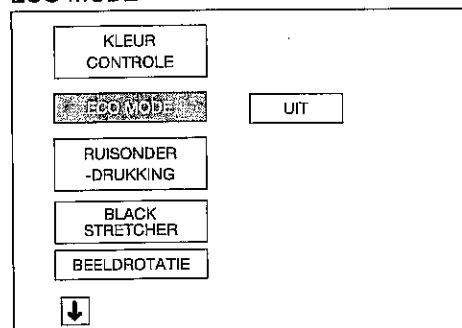 ECO MODE
KLEUR
CONTROLE
ECO MODE
UIT
RUISONDER
-DRUKKING
BLACK
STRETCHER
BEELDROTATIE